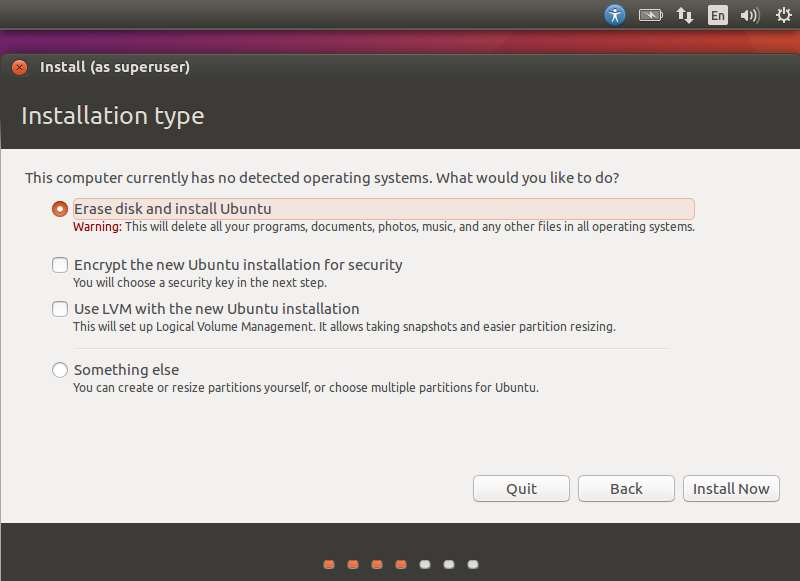 En
Install (as superuser)
Installation type
This computer currently has no detected operating systems. What would you like to do?
Erase disk and install Ubuntu
Warning: This will delete all your programs, documents, photos, music, and any other files in all operating systems.
Encrypt the new Ubuntu installation for security
You will choose a security key in the next step.
Use LVM with the new Ubuntu installation
This will set up Logical Volume Management. It allows taking snapshots and easier partition resizing.
Something else
You can create or resize partitions yourself, or choose multiple partitions for Ubuntu.
Quit Back Install Now